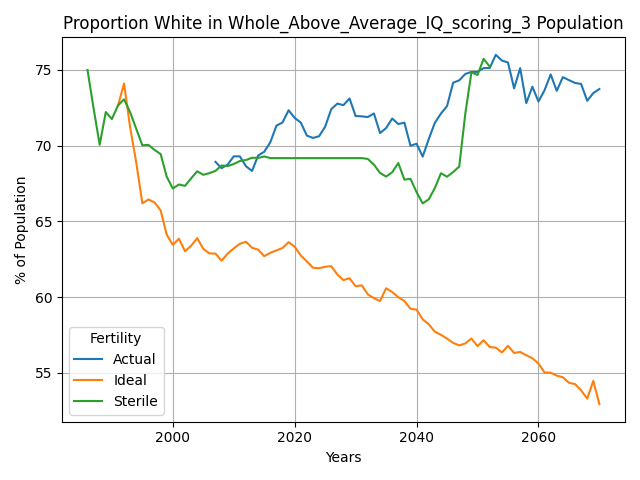 Proportion White in Whole_Above_Average_IQ_scoring_3 Population
75
70
65
60
55
% of Population
Fertility
Actual
Ideal
Sterile
2000 2020 2040 2060
Years